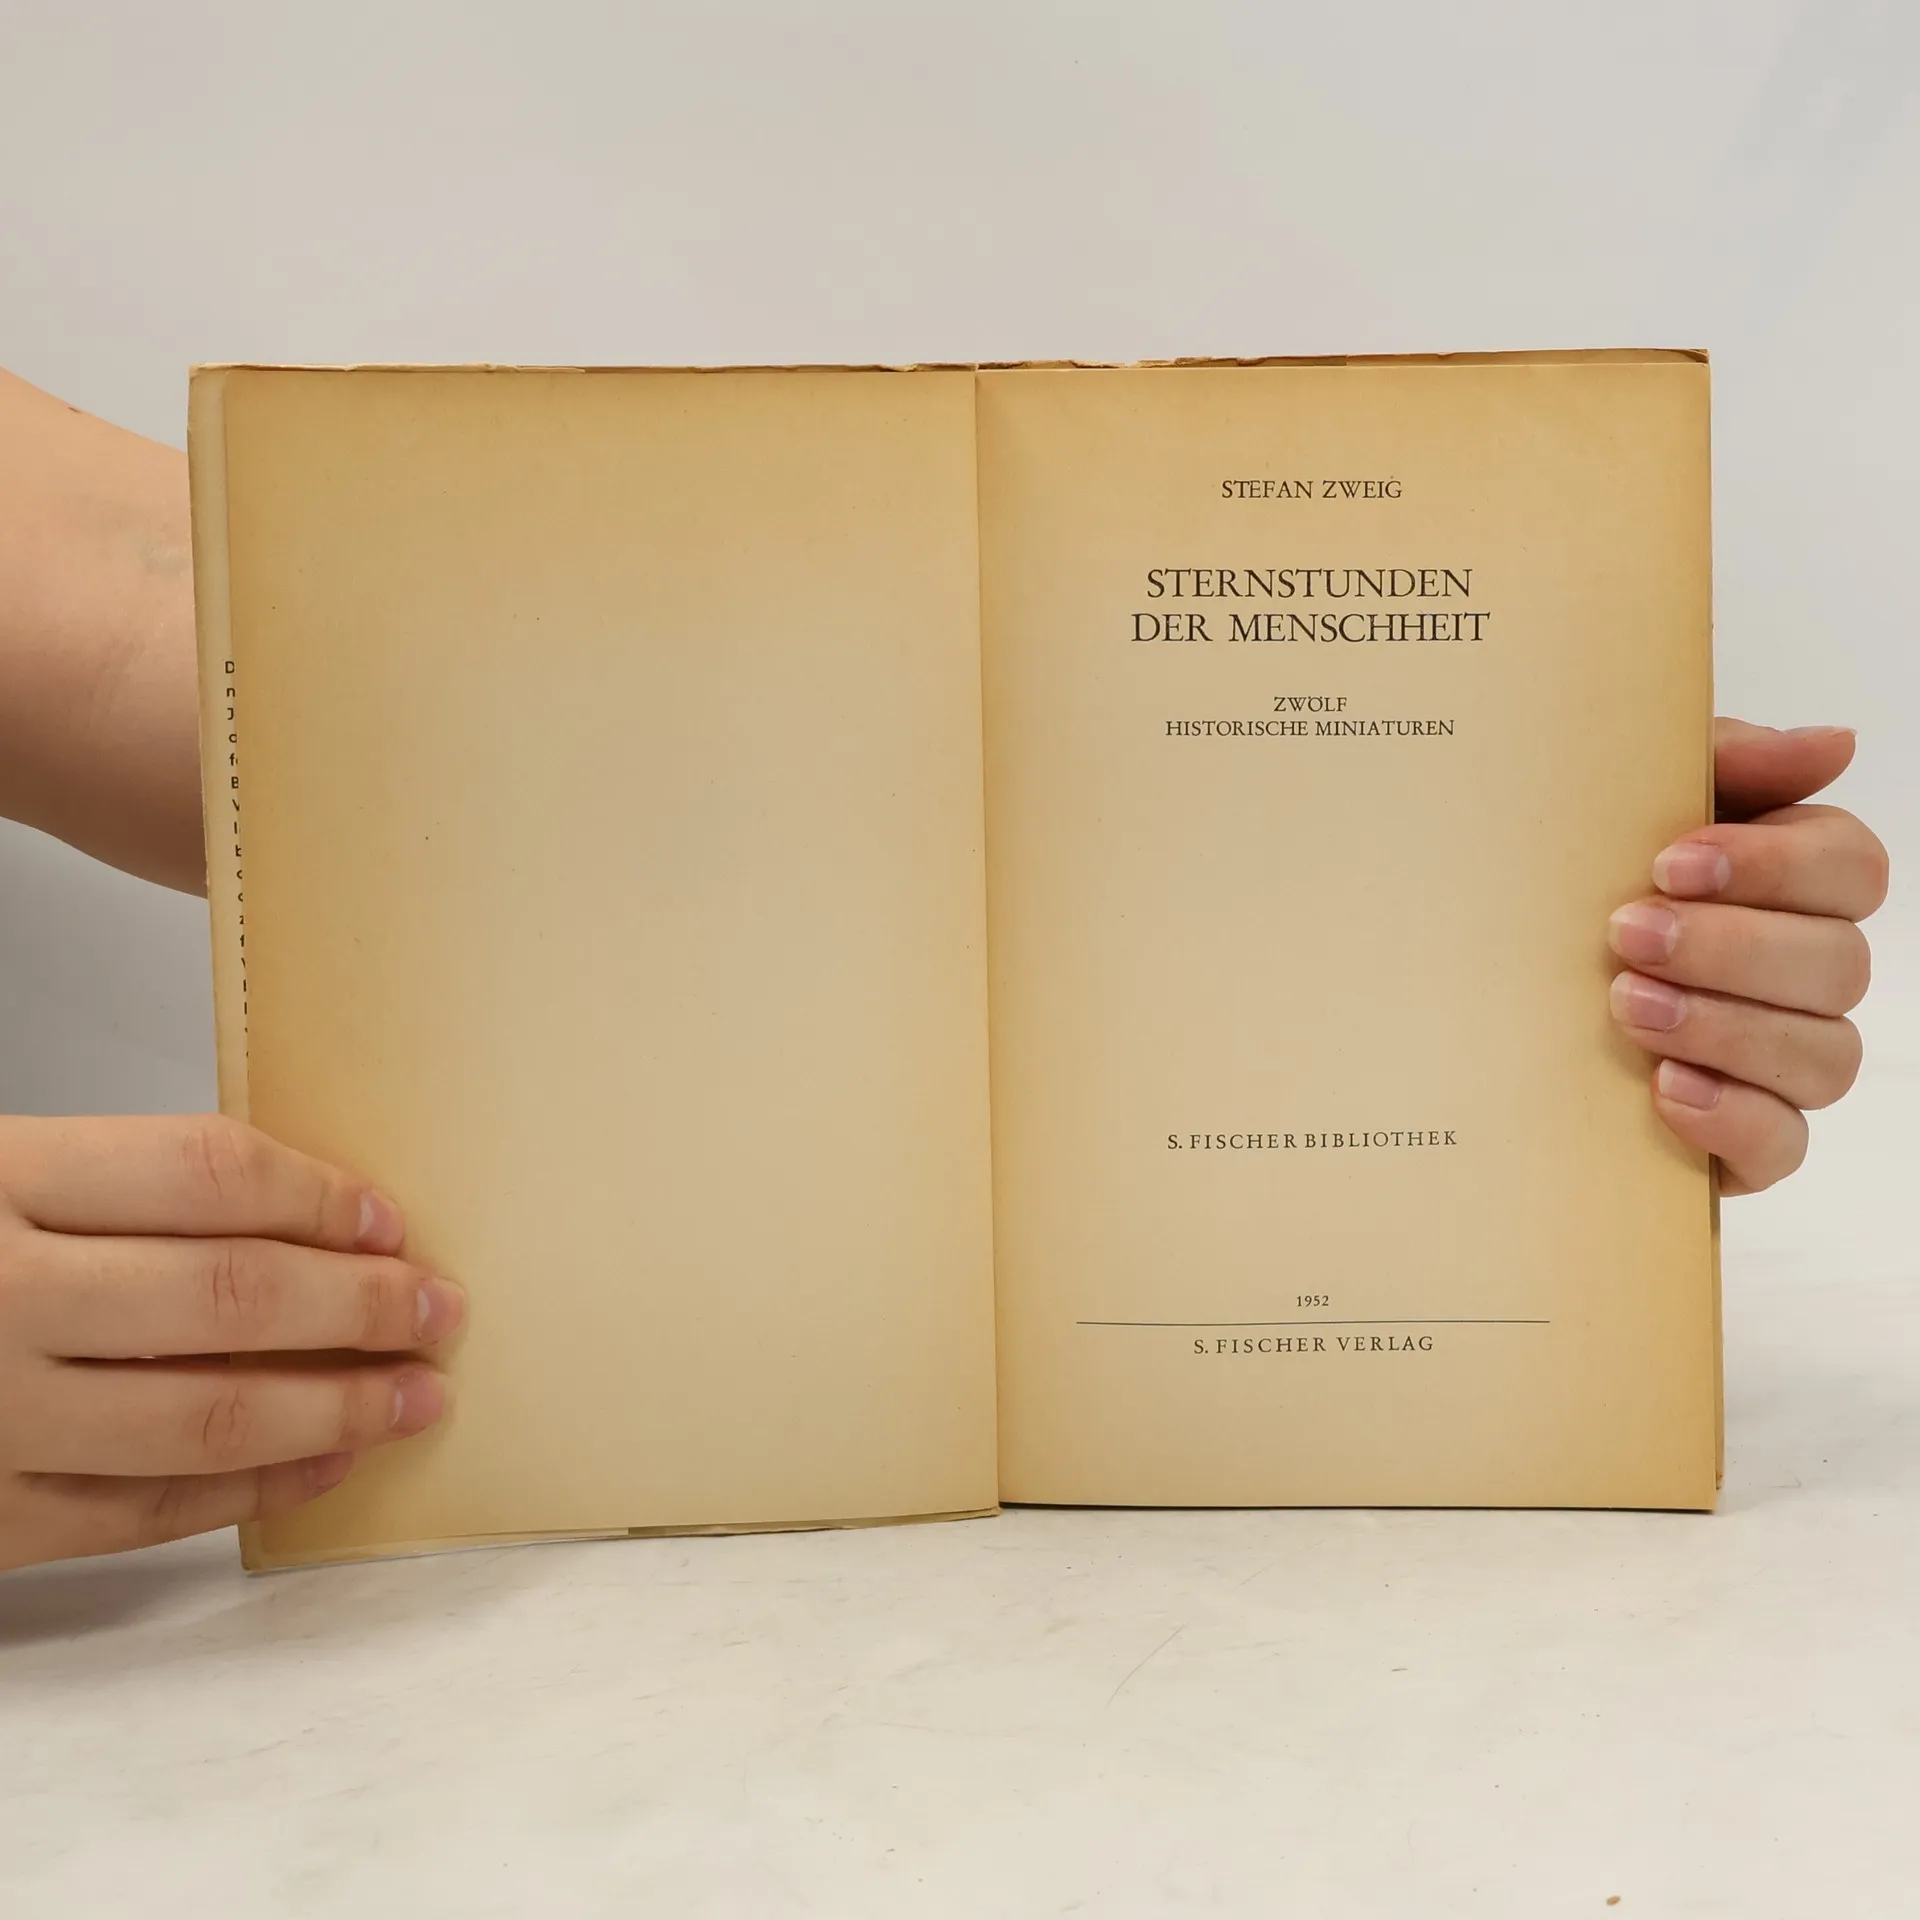 STEFAN ZWEIG
STERNSTUNDEN
DER MENSCHHEIT
ZWÖLF
HISTORISCHE MINIATUREN
S. FISCHER BIBLIOTHEK
1952
S. FISCHER VERLAG